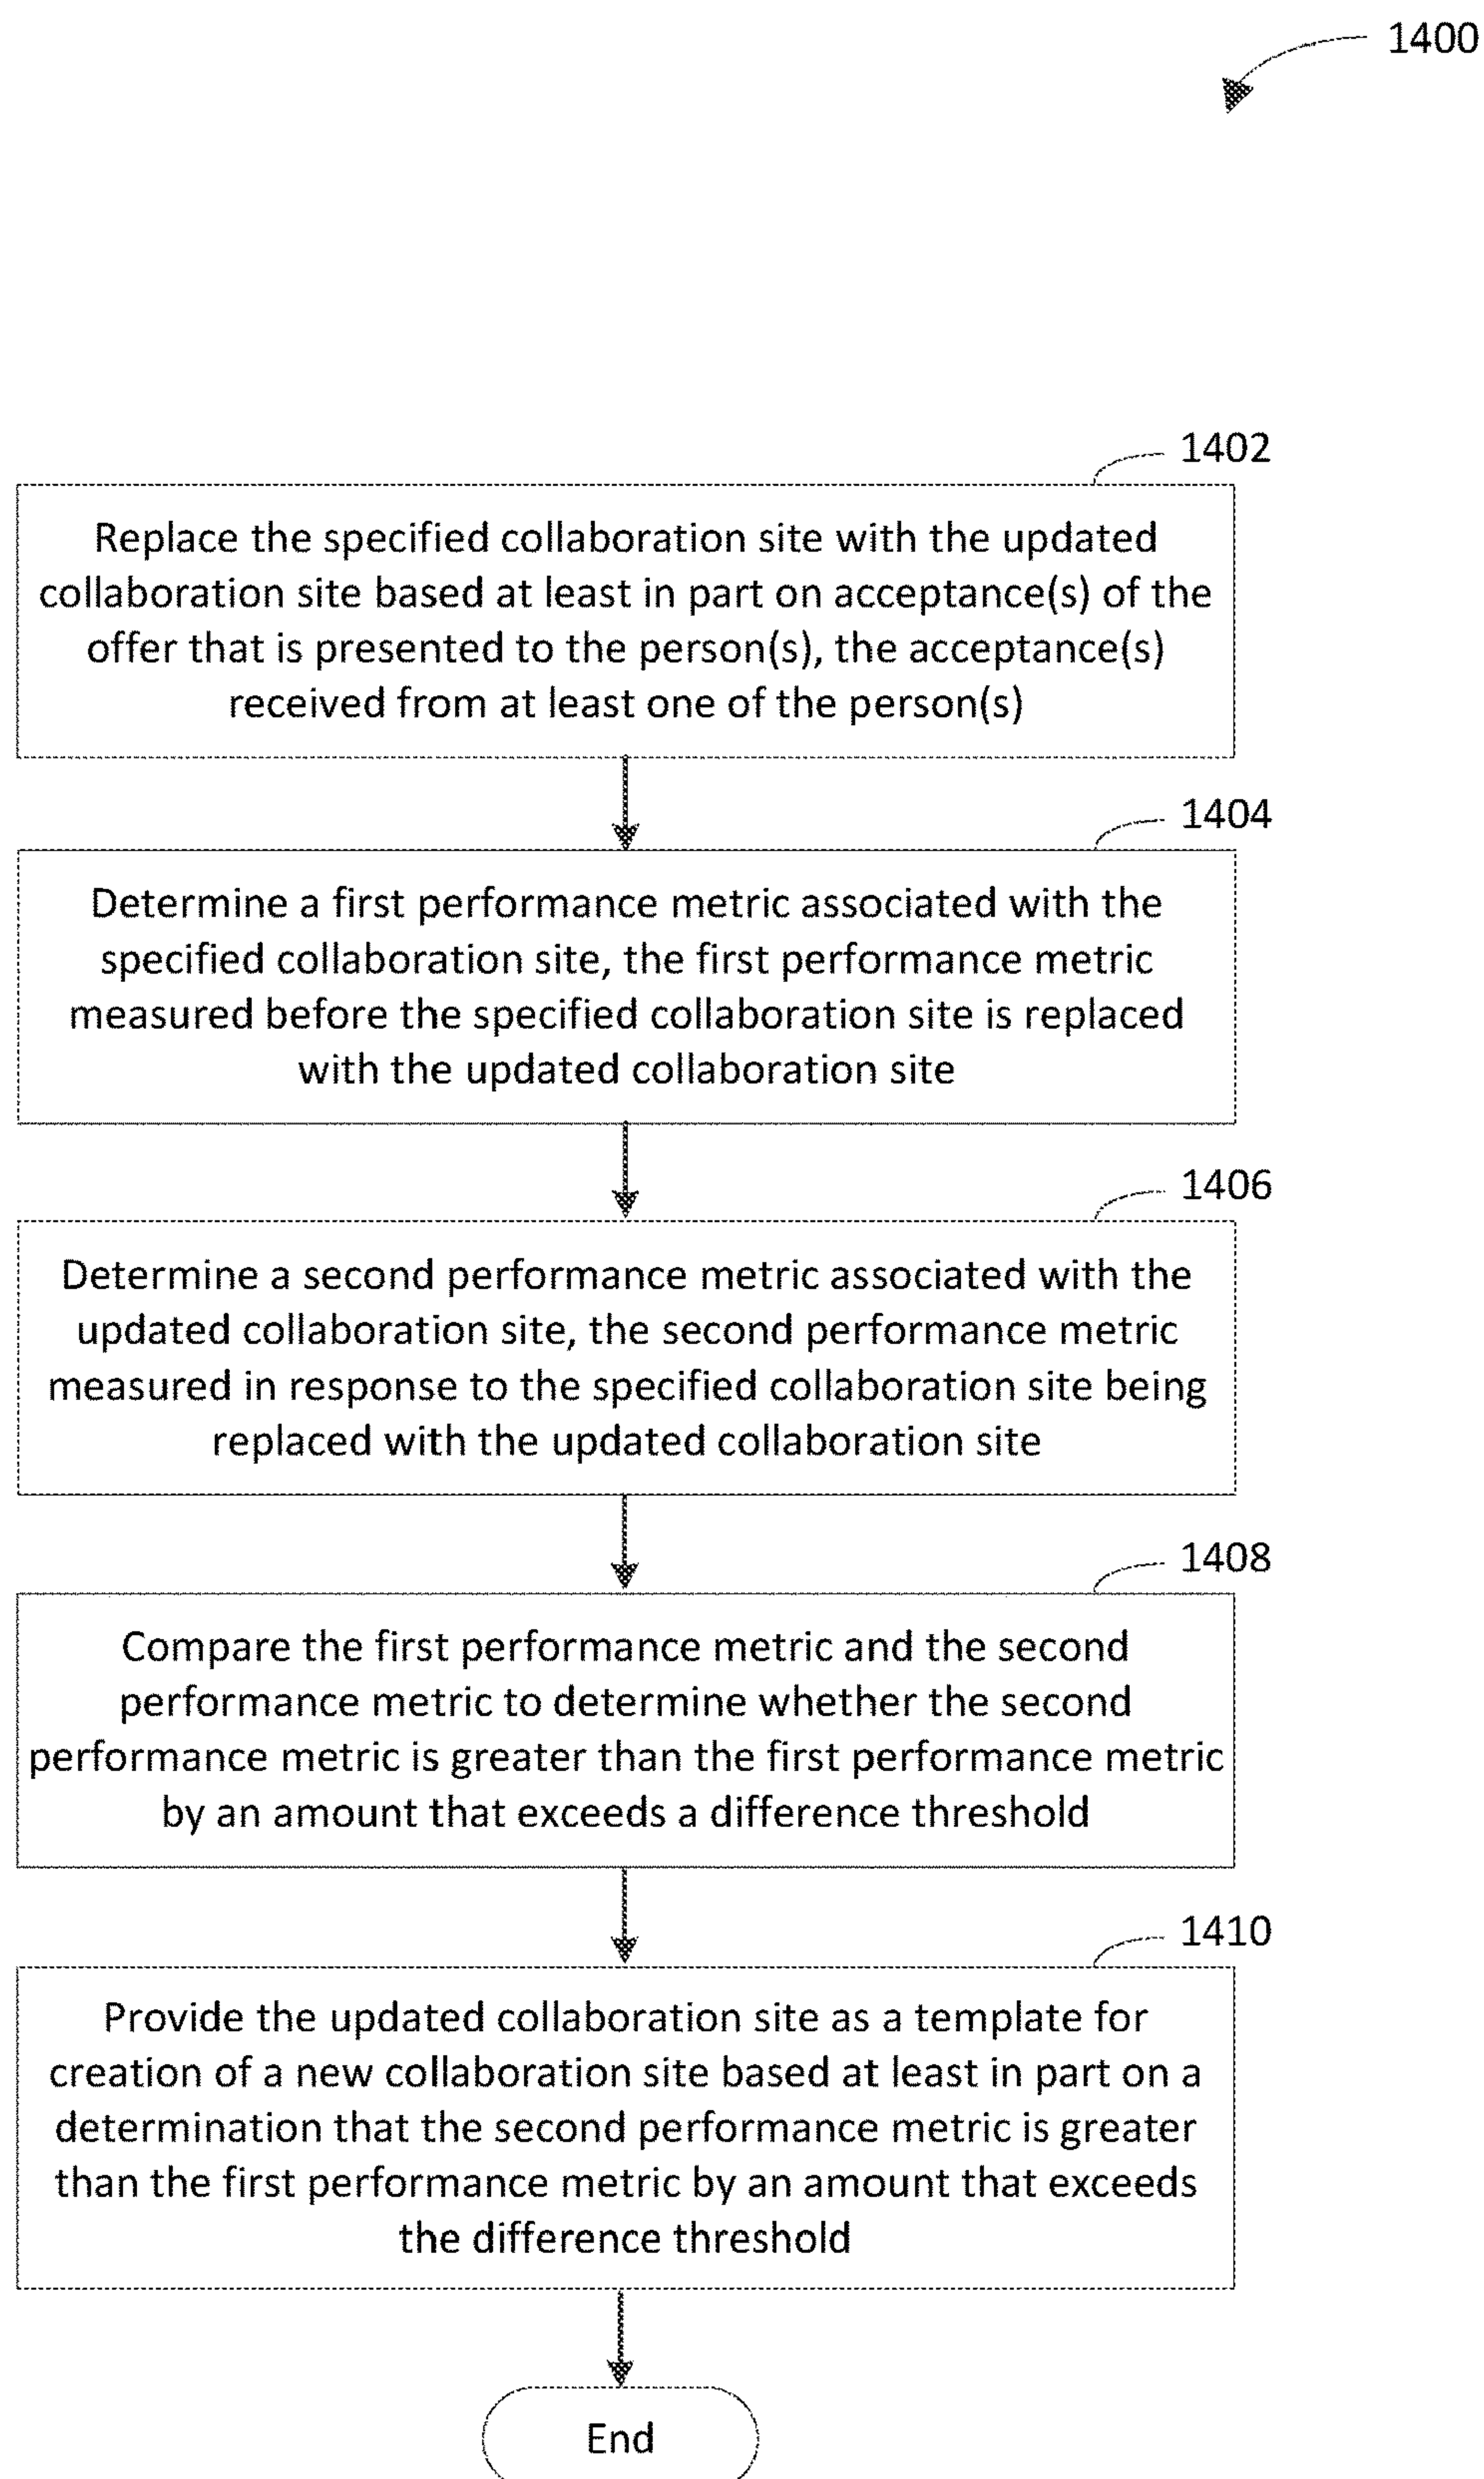 1400
1402
Replace the specified collaboration site with the updated
collaboration site based at least in part on acceptance(s) of the
offer that is presented to the person(s), the acceptance(s)
received from at least one of the person(s)
1404
Determine a first performance metric associated with the
specified collaboration site, the first performance metric
measured before the specified collaboration site is replaced
with the updated collaboration site
1406
Determine a second performance metric associated with the
updated collaboration site, the second performance metric
measured in response to the specified collaboration site being
replaced with the updated collaboration site
1408
Compare the first performance metric and the second
performance metric to determine whether the second
performance metric is greater than the first performance metric
by an amount that exceeds a difference threshold
1410
Provide the updated collaboration site as a template for
creation of a new collaboration site based at least in part on a
determination that the second performance metric is greater
than the first performance metric by an amount that exceeds
the difference threshold
End